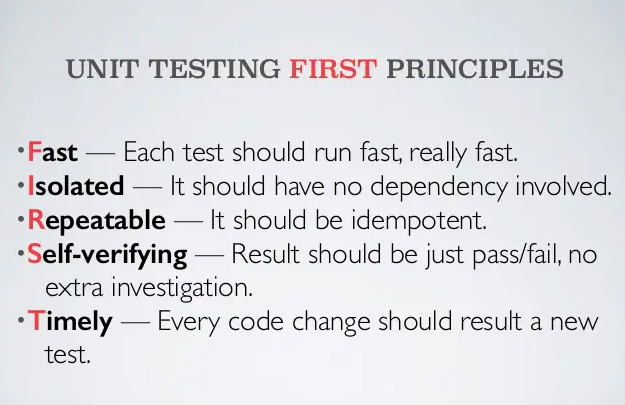 UNIT TESTING FIRST PRINCIPLES
•Fast — Each test should run fast, really fast.
•Isolated — It should have no dependency involved.
•Repeatable — It should be idempotent.
•Self-verifying — Result should be just pass/fail, no
extra investigation.
•Timely — Every code change should result a new
test.